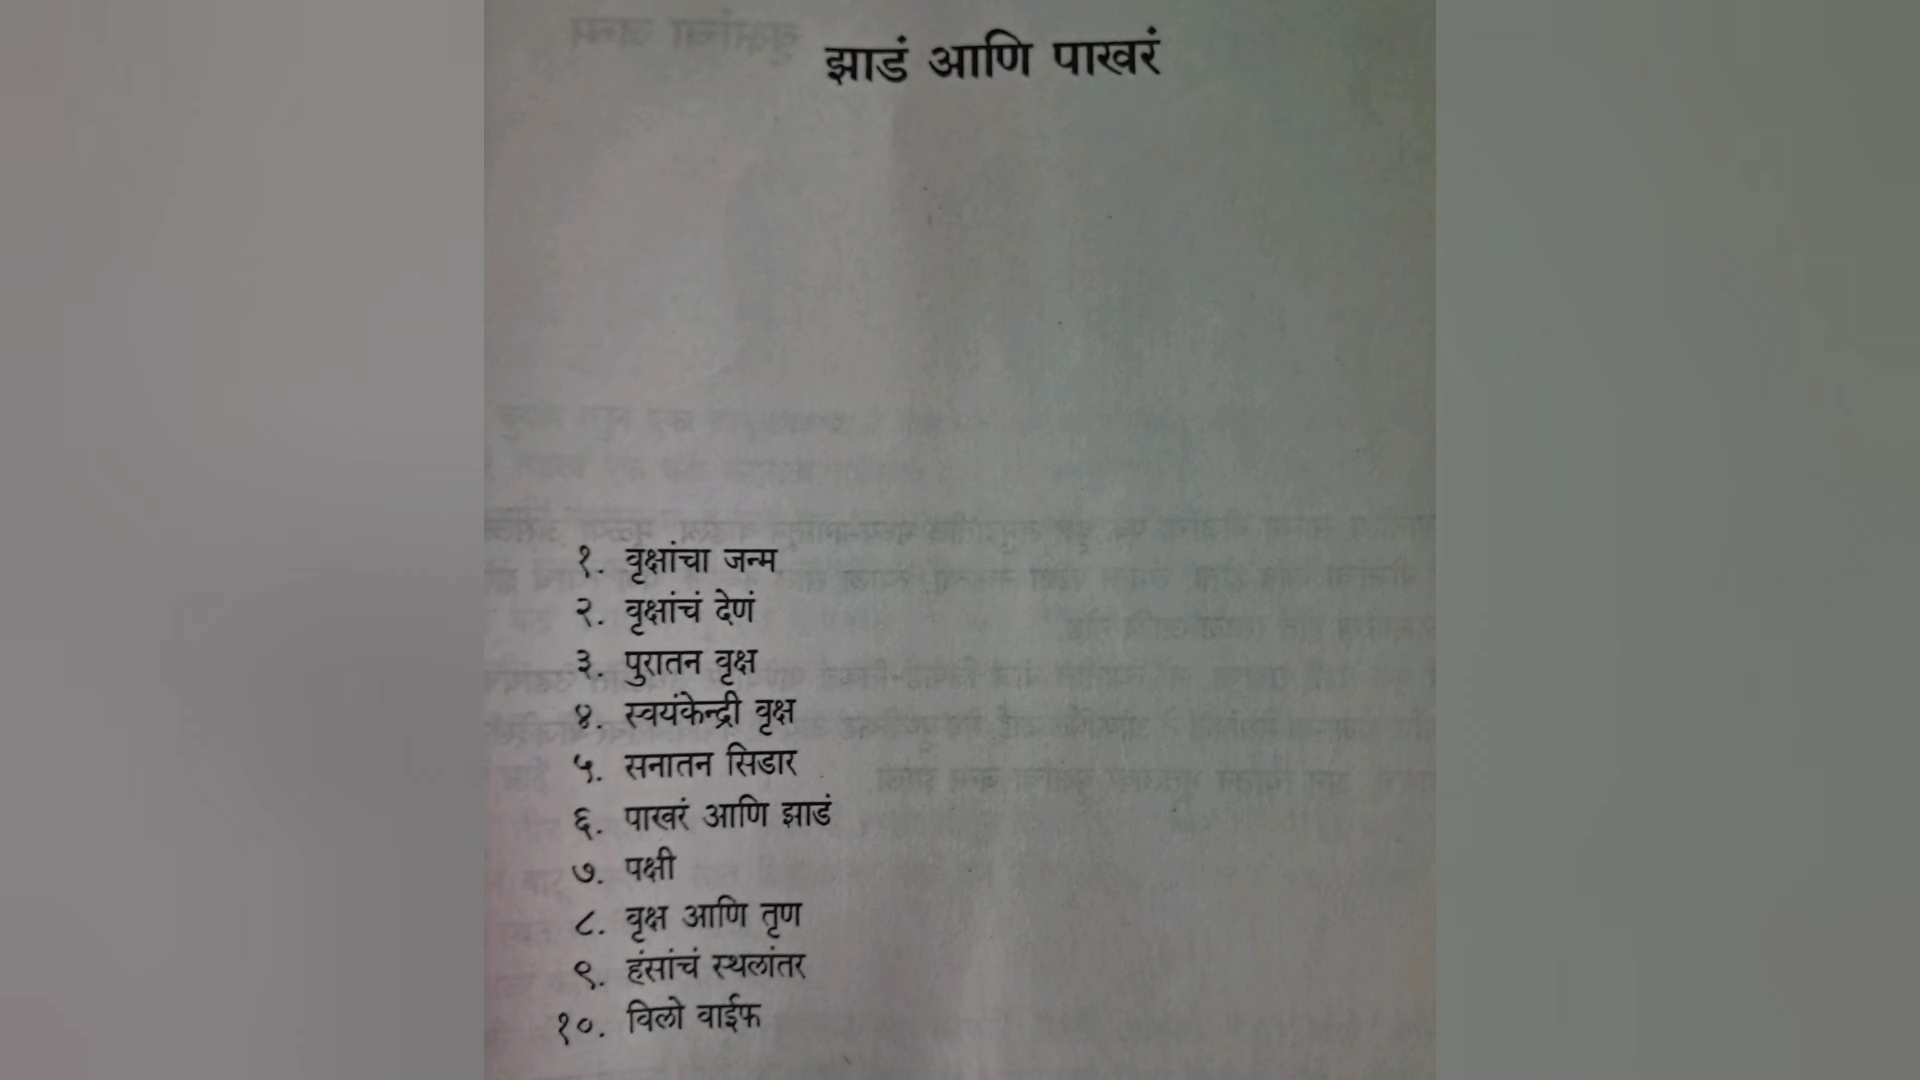 झाडं आणि पाखरं
१. वृक्षांचा जन्म
२. वृक्षांचं देणं
३. पुरातन वृक्ष
४. स्वयंकेन्द्री वृक्ष
५. सनातन सिडार
६. पाखरं आणि झाडं
७. पक्षी
८. वृक्ष आणि तृण
९. हंसांचं स्थलांतर
१०. विलो वाईफ